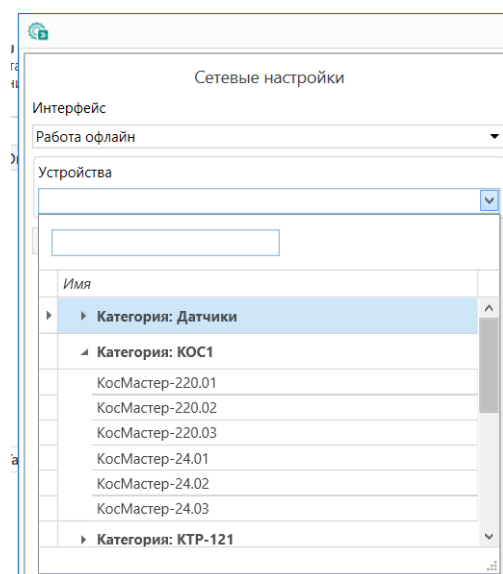 Сетевые настройки
Интерфейс
Работа офлайн
Устройства
Имя
Категория: Датчики
Категория: КОС1
КосМастер-220.01
КосМастер-220.02
КосМастер-220.03
КосМастер-24.01
КосМастер-24.02
КосМастер-24.03
Категория: КТР-121